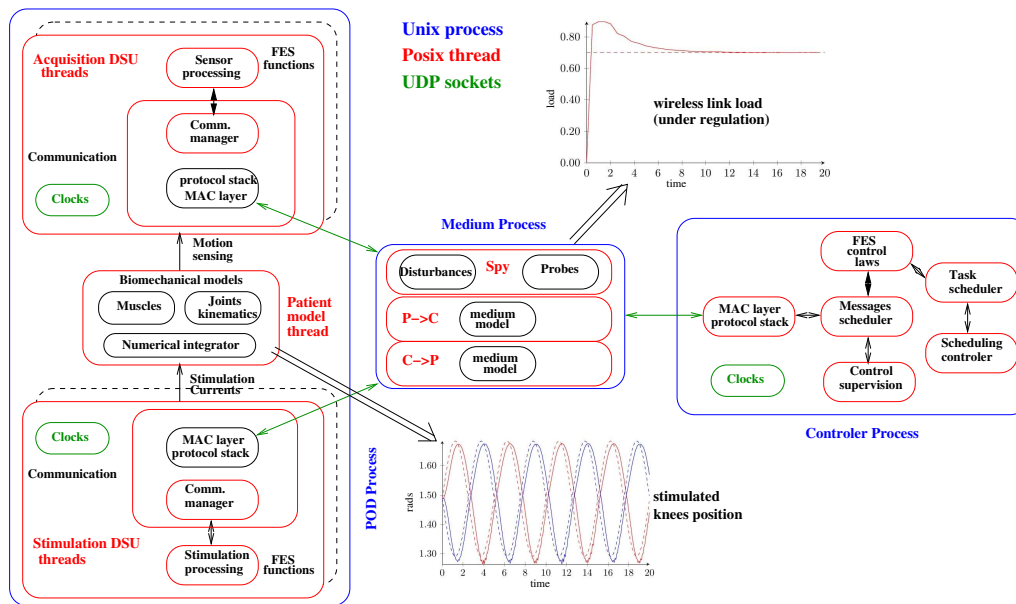 Unix process
Posix thread
UDP sockets
Acquisition DSU
threads
Sensor
processing
FES
functions
Comm.
manager
Communication
protocol stack
MAC layer
Clocks
Motion
sensing
Biomechanical models
Muscles
Joints
kinematics
Numerical integrator
Patient
model
thread
Stimulation
Currents
Clocks
MAC layer
protocol stack
Communication
Comm.
manager
Stimulation DSU
threads
Stimulation
processing
FES
functions
POD Process
Medium Process
Disturbances
Spy
Probes
P->C
medium
model
C->P
medium
model
load
0.80
0.60
0.40
0.20
0.00
0 2 4 6 8 10 12 14 16 18 20
time
wireless link load
(under regulation)
rads
1.60
1.50
1.40
1.30
0 2 4 6 8 10 12 14 16 18 20
time
stimulated
knees position
FES
control
laws
Task
scheduler
MAC layer
protocol stack
Messages
scheduler
Scheduling
controler
Clocks
Control
supervision
Controler Process